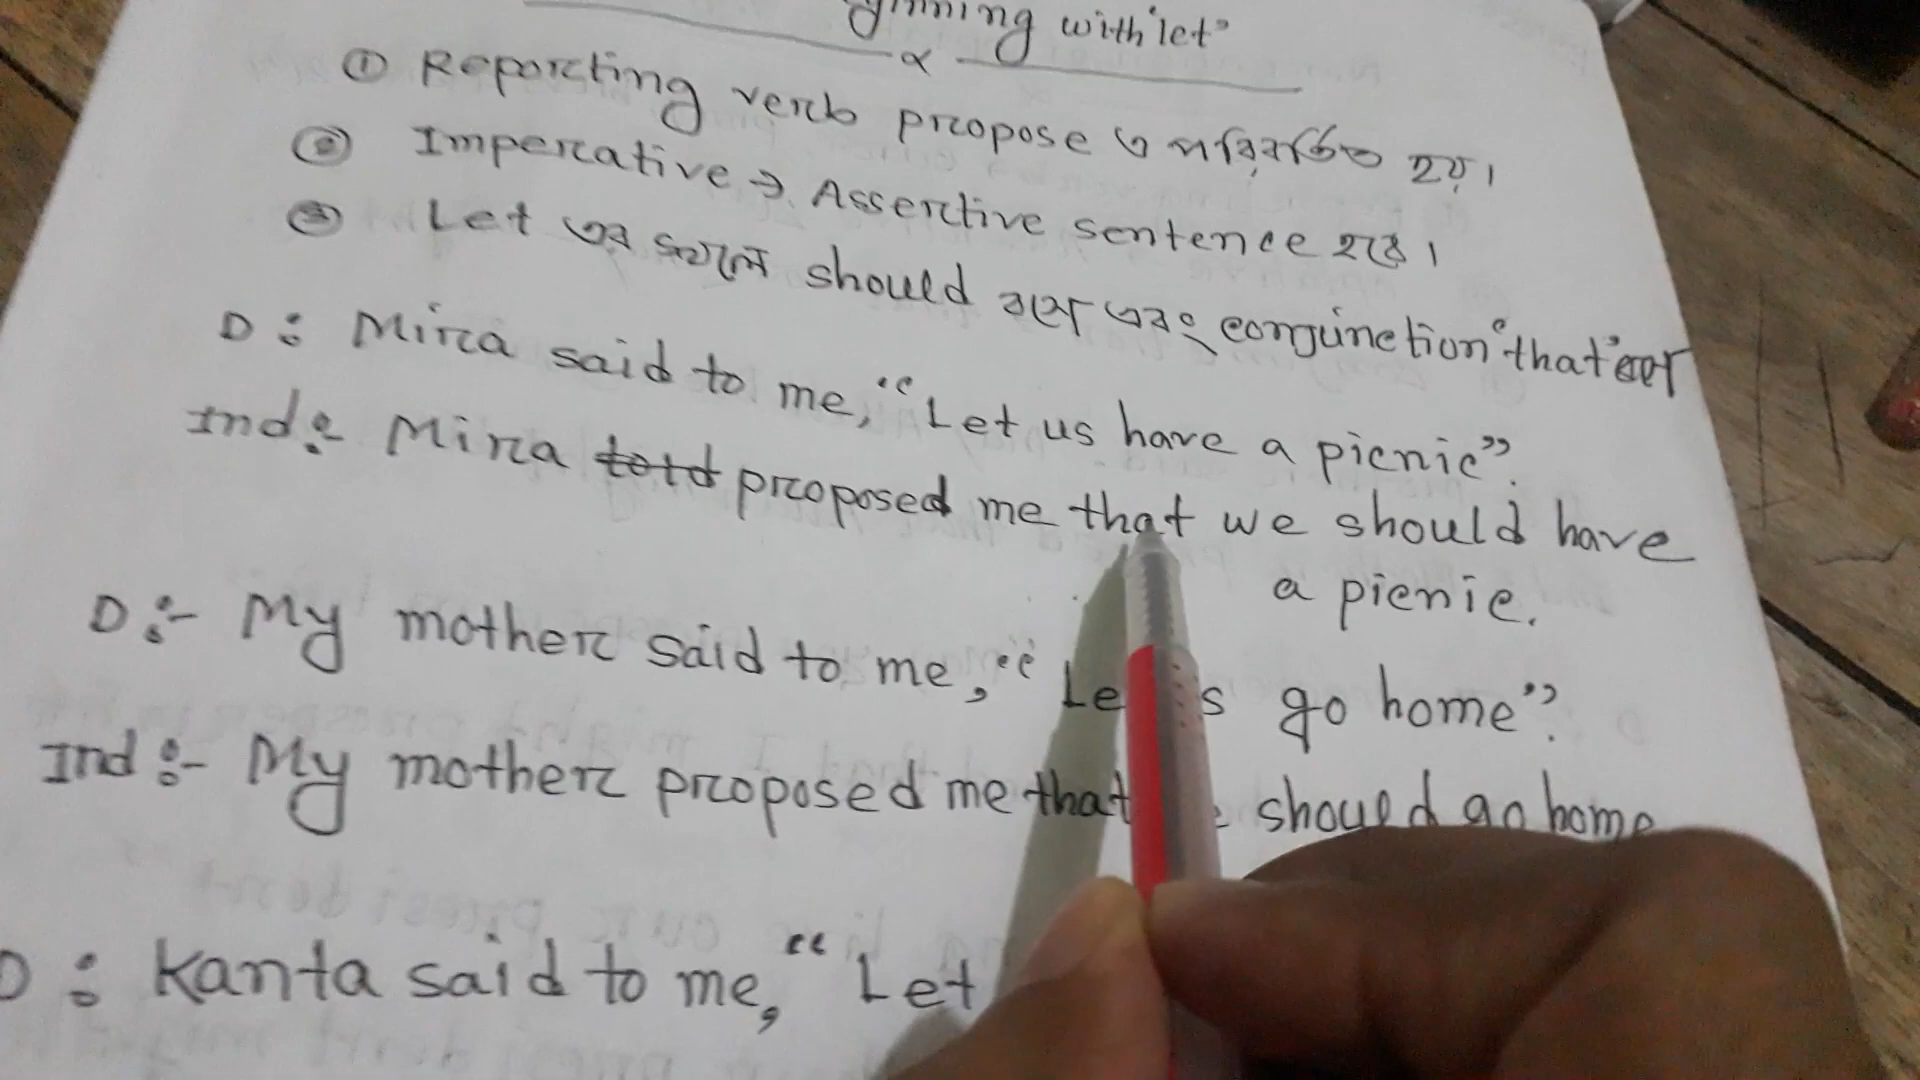 with 'let'
① Reporting verb propose এ পরিবর্তিত হয়।
② Imperative → Assertive sentence হবে।
③ Let এর স্থলে should বসে এবং conjunction 'that'
D: Mira said to me, "Let us have a picnic".
Ind: Mira told proposed me that we should have
a picnic.
D:- My mother said to me, " go home".
Ind:- My mother proposed me that should go home
D: Kanta said to me, "Let